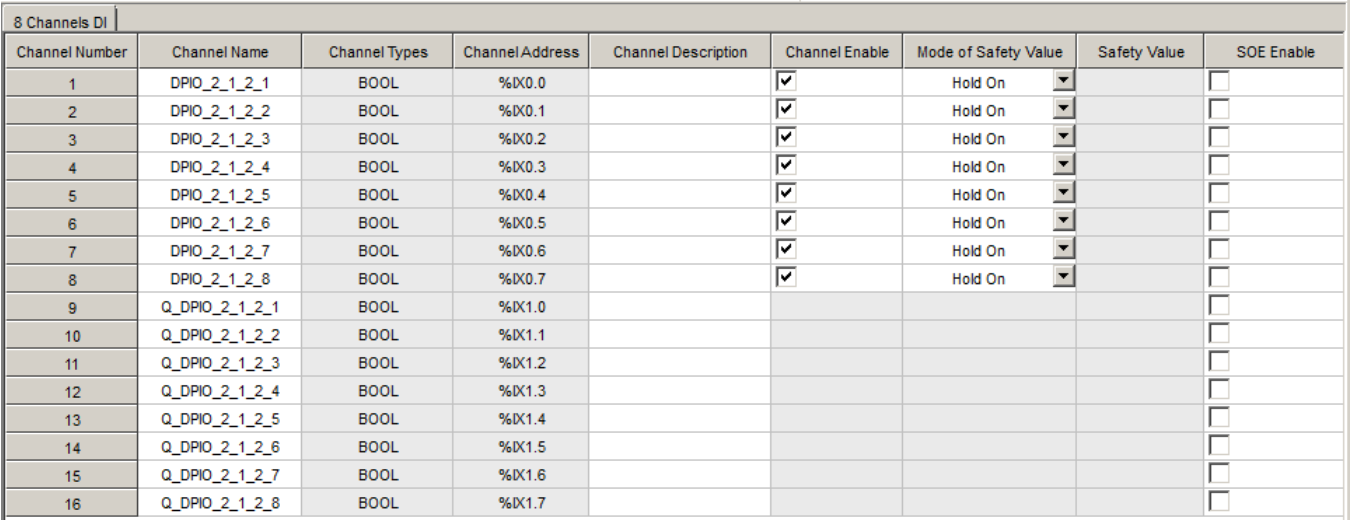 8 Channels DI
Channel Number Channel Name Channel Types Channel Address Channel Description Channel Enable Mode of Safety Value Safety Value SOE Enable
1 DPIO_2_1_2_1 BOOL %IX0.0 Hold On
2 DPIO_2_1_2_2 BOOL %IX0.1 Hold On
3 DPIO_2_1_2_3 BOOL %IX0.2 Hold On
4 DPIO_2_1_2_4 BOOL %IX0.3 Hold On
5 DPIO_2_1_2_5 BOOL %IX0.4 Hold On
6 DPIO_2_1_2_6 BOOL %IX0.5 Hold On
7 DPIO_2_1_2_7 BOOL %IX0.6 Hold On
8 DPIO_2_1_2_8 BOOL %IX0.7 Hold On
9 Q_DPIO_2_1_2_1 BOOL %IX1.0
10 Q_DPIO_2_1_2_2 BOOL %IX1.1
11 Q_DPIO_2_1_2_3 BOOL %IX1.2
12 Q_DPIO_2_1_2_4 BOOL %IX1.3
13 Q_DPIO_2_1_2_5 BOOL %IX1.4
14 Q_DPIO_2_1_2_6 BOOL %IX1.5
15 Q_DPIO_2_1_2_7 BOOL %IX1.6
16 Q_DPIO_2_1_2_8 BOOL %IX1.7